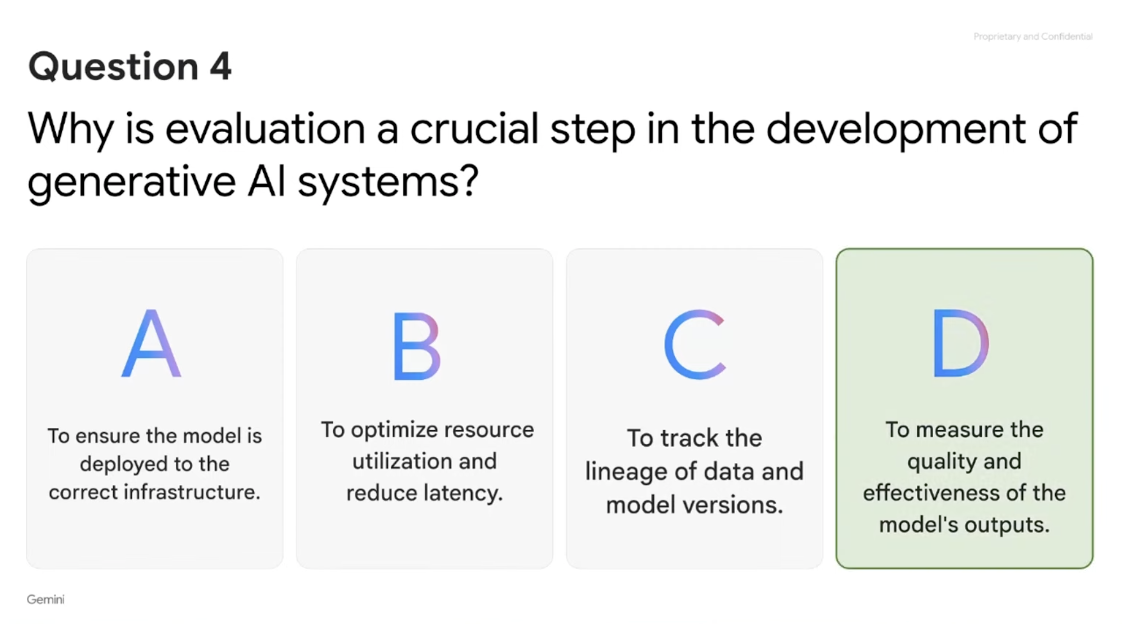 Proprietary and Confidential
Question 4
Why is evaluation a crucial step in the development of
generative AI systems?
A
To ensure the model is
deployed to the
correct infrastructure.
B
To optimize resource
utilization and
reduce latency.
C
To track the
lineage of data and
model versions.
D
To measure the
quality and
effectiveness of the
model's outputs.
Gemini